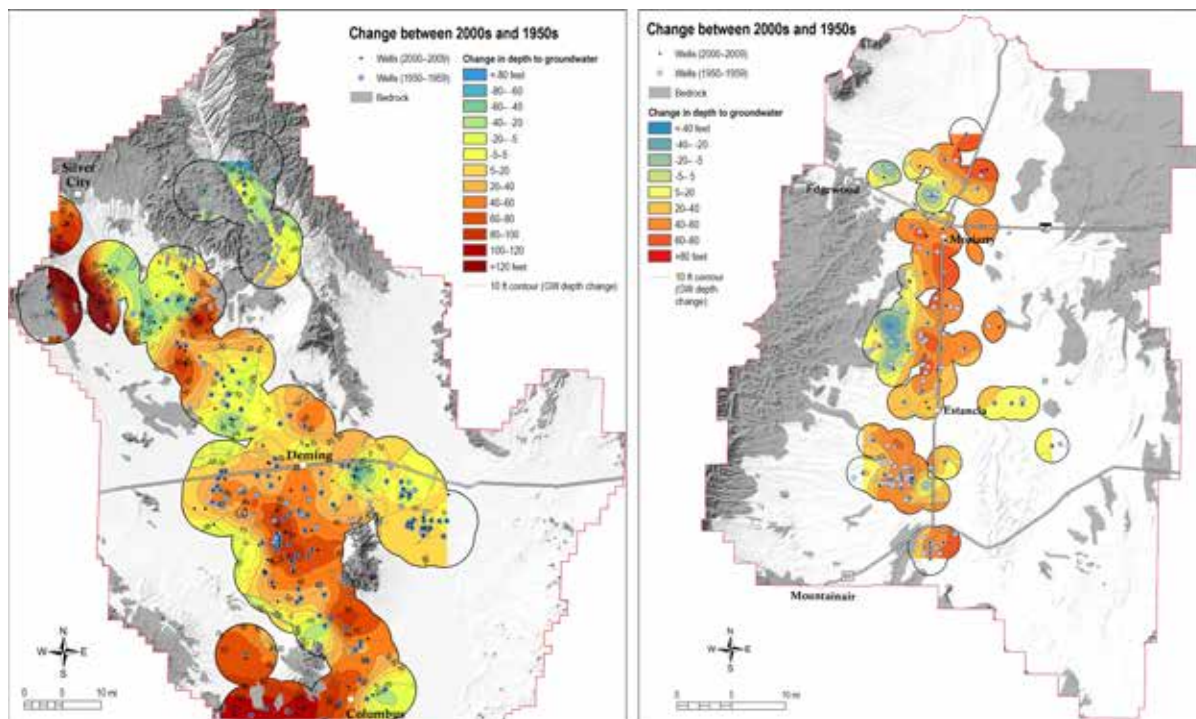 Change between 2000s and 1950s
Wells (2000–2009)
Wells (1950–1959)
Bedrock
Change in depth to groundwater
<-80 feet
-80– -60
-60– -40
-40– -20
-20– -5
-5–5
5–20
20–40
40–60
60–80
80–100
100–120
+120 feet
10 ft contour
(GW depth
change)
Silver
City
Deming
Columbus
N
W E
S
0 5 10 mi
Change between 2000s and 1950s
Wells (2000–2009)
Wells (1950–1959)
Bedrock
Change in depth to groundwater
<-40 feet
-40– -20
-20– -5
-5– 5
5–20
20–40
40–60
60–80
+80 feet
10 ft contour
(GW depth
change)
Edgewood
Moriarty
Estancia
Mountainair
N
W E
S
0 5 10 mi